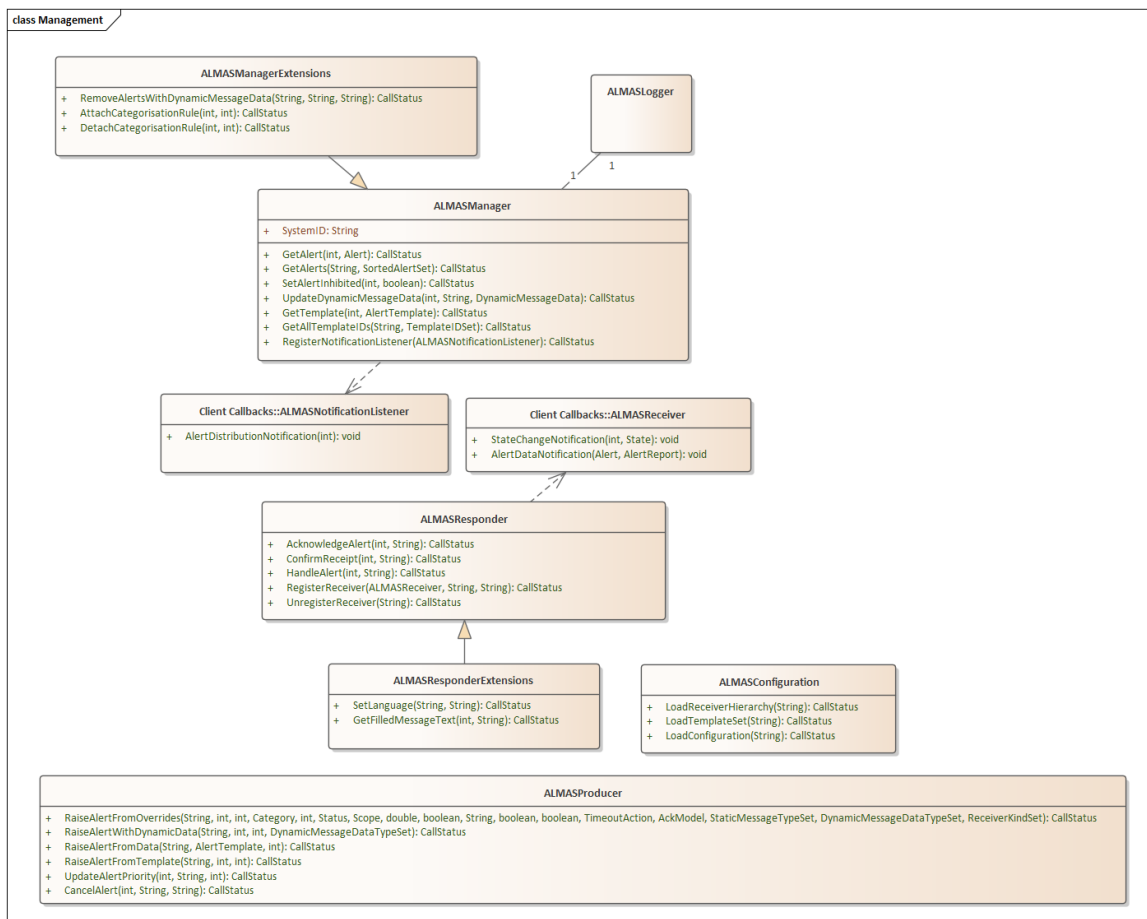 class Management
ALMASManagerExtensions
+ RemoveAlertsWithDynamicMessageData(String, String, String): CallStatus
+ AttachCategorisationRule(int, int): CallStatus
+ DetachCategorisationRule(int, int): CallStatus
ALMASLogger
1
1
ALMASManager
+ SystemID: String
+ GetAlert(int, Alert): CallStatus
+ GetAlerts(String, SortedAlertSet): CallStatus
+ SetAlertInhibited(int, boolean): CallStatus
+ UpdateDynamicMessageData(int, String, DynamicMessageData): CallStatus
+ GetTemplate(int, AlertTemplate): CallStatus
+ GetAllTemplateIDs(String, TemplateIDSet): CallStatus
+ RegisterNotificationListener(ALMASNotificationListener): CallStatus
Client Callbacks::ALMASNotificationListener
+ AlertDistributionNotification(int): void
Client Callbacks::ALMASReceiver
+ StateChangeNotification(int, State): void
+ AlertDataNotification(Alert, AlertReport): void
ALMASResponder
+ AcknowledgeAlert(int, String): CallStatus
+ ConfirmReceipt(int, String): CallStatus
+ HandleAlert(int, String): CallStatus
+ RegisterReceiver(ALMASReceiver, String, String): CallStatus
+ UnregisterReceiver(String): CallStatus
ALMASResponderExtensions
+ SetLanguage(String, String): CallStatus
+ GetFilledMessageText(int, String): CallStatus
ALMASConfiguration
+ LoadReceiverHierarchy(String): CallStatus
+ LoadTemplateSet(String): CallStatus
+ LoadConfiguration(String): CallStatus
ALMASProducer
+ RaiseAlertFromOverrides(String, int, int, Category, int, Status, Scope, double, boolean, String, boolean, boolean, TimeoutAction, AckModel, StaticMessageTypeSet, DynamicMessageDataTypeSet, ReceiverKindSet): CallStatus
+ RaiseAlertWithDynamicData(String, int, int, DynamicMessageDataTypeSet): CallStatus
+ RaiseAlertFromData(String, AlertTemplate, int): CallStatus
+ RaiseAlertFromTemplate(String, int, int): CallStatus
+ UpdateAlertPriority(int, String, int): CallStatus
+ CancelAlert(int, String, String): CallStatus